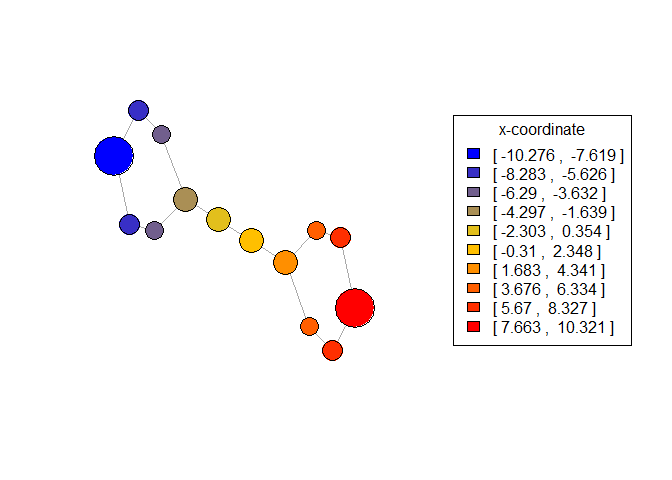 x-coordinate
[ -10.276 , -7.619 ]
[ -8.283 , -5.626 ]
[ -6.29 , -3.632 ]
[ -4.297 , -1.639 ]
[ -2.303 , 0.354 ]
[ -0.31 , 2.348 ]
[ 1.683 , 4.341 ]
[ 3.676 , 6.334 ]
[ 5.67 , 8.327 ]
[ 7.663 , 10.321 ]